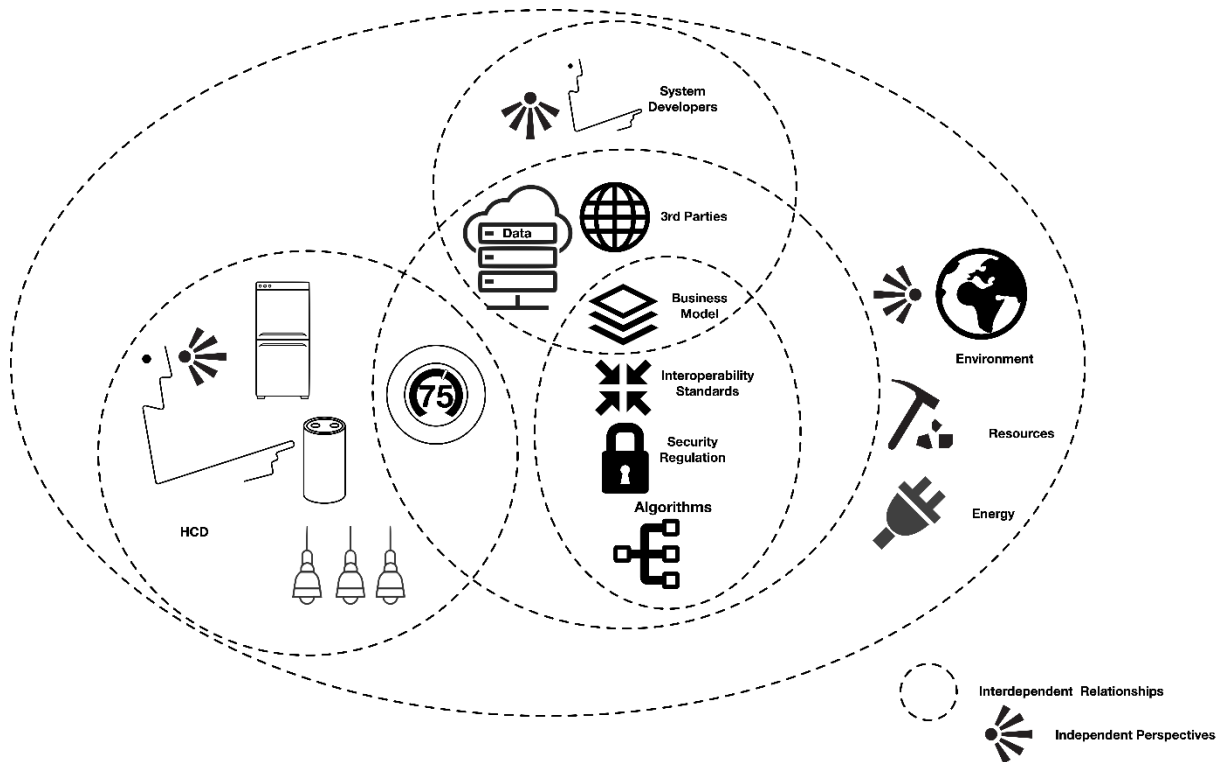 System
Developers
Data
3rd Parties
Business
Model
Environment
75
Interoperability
Standards
Resources
Security
Regulation
Algorithms
Energy
HCD
Interdependent Relationships
Independent Perspectives